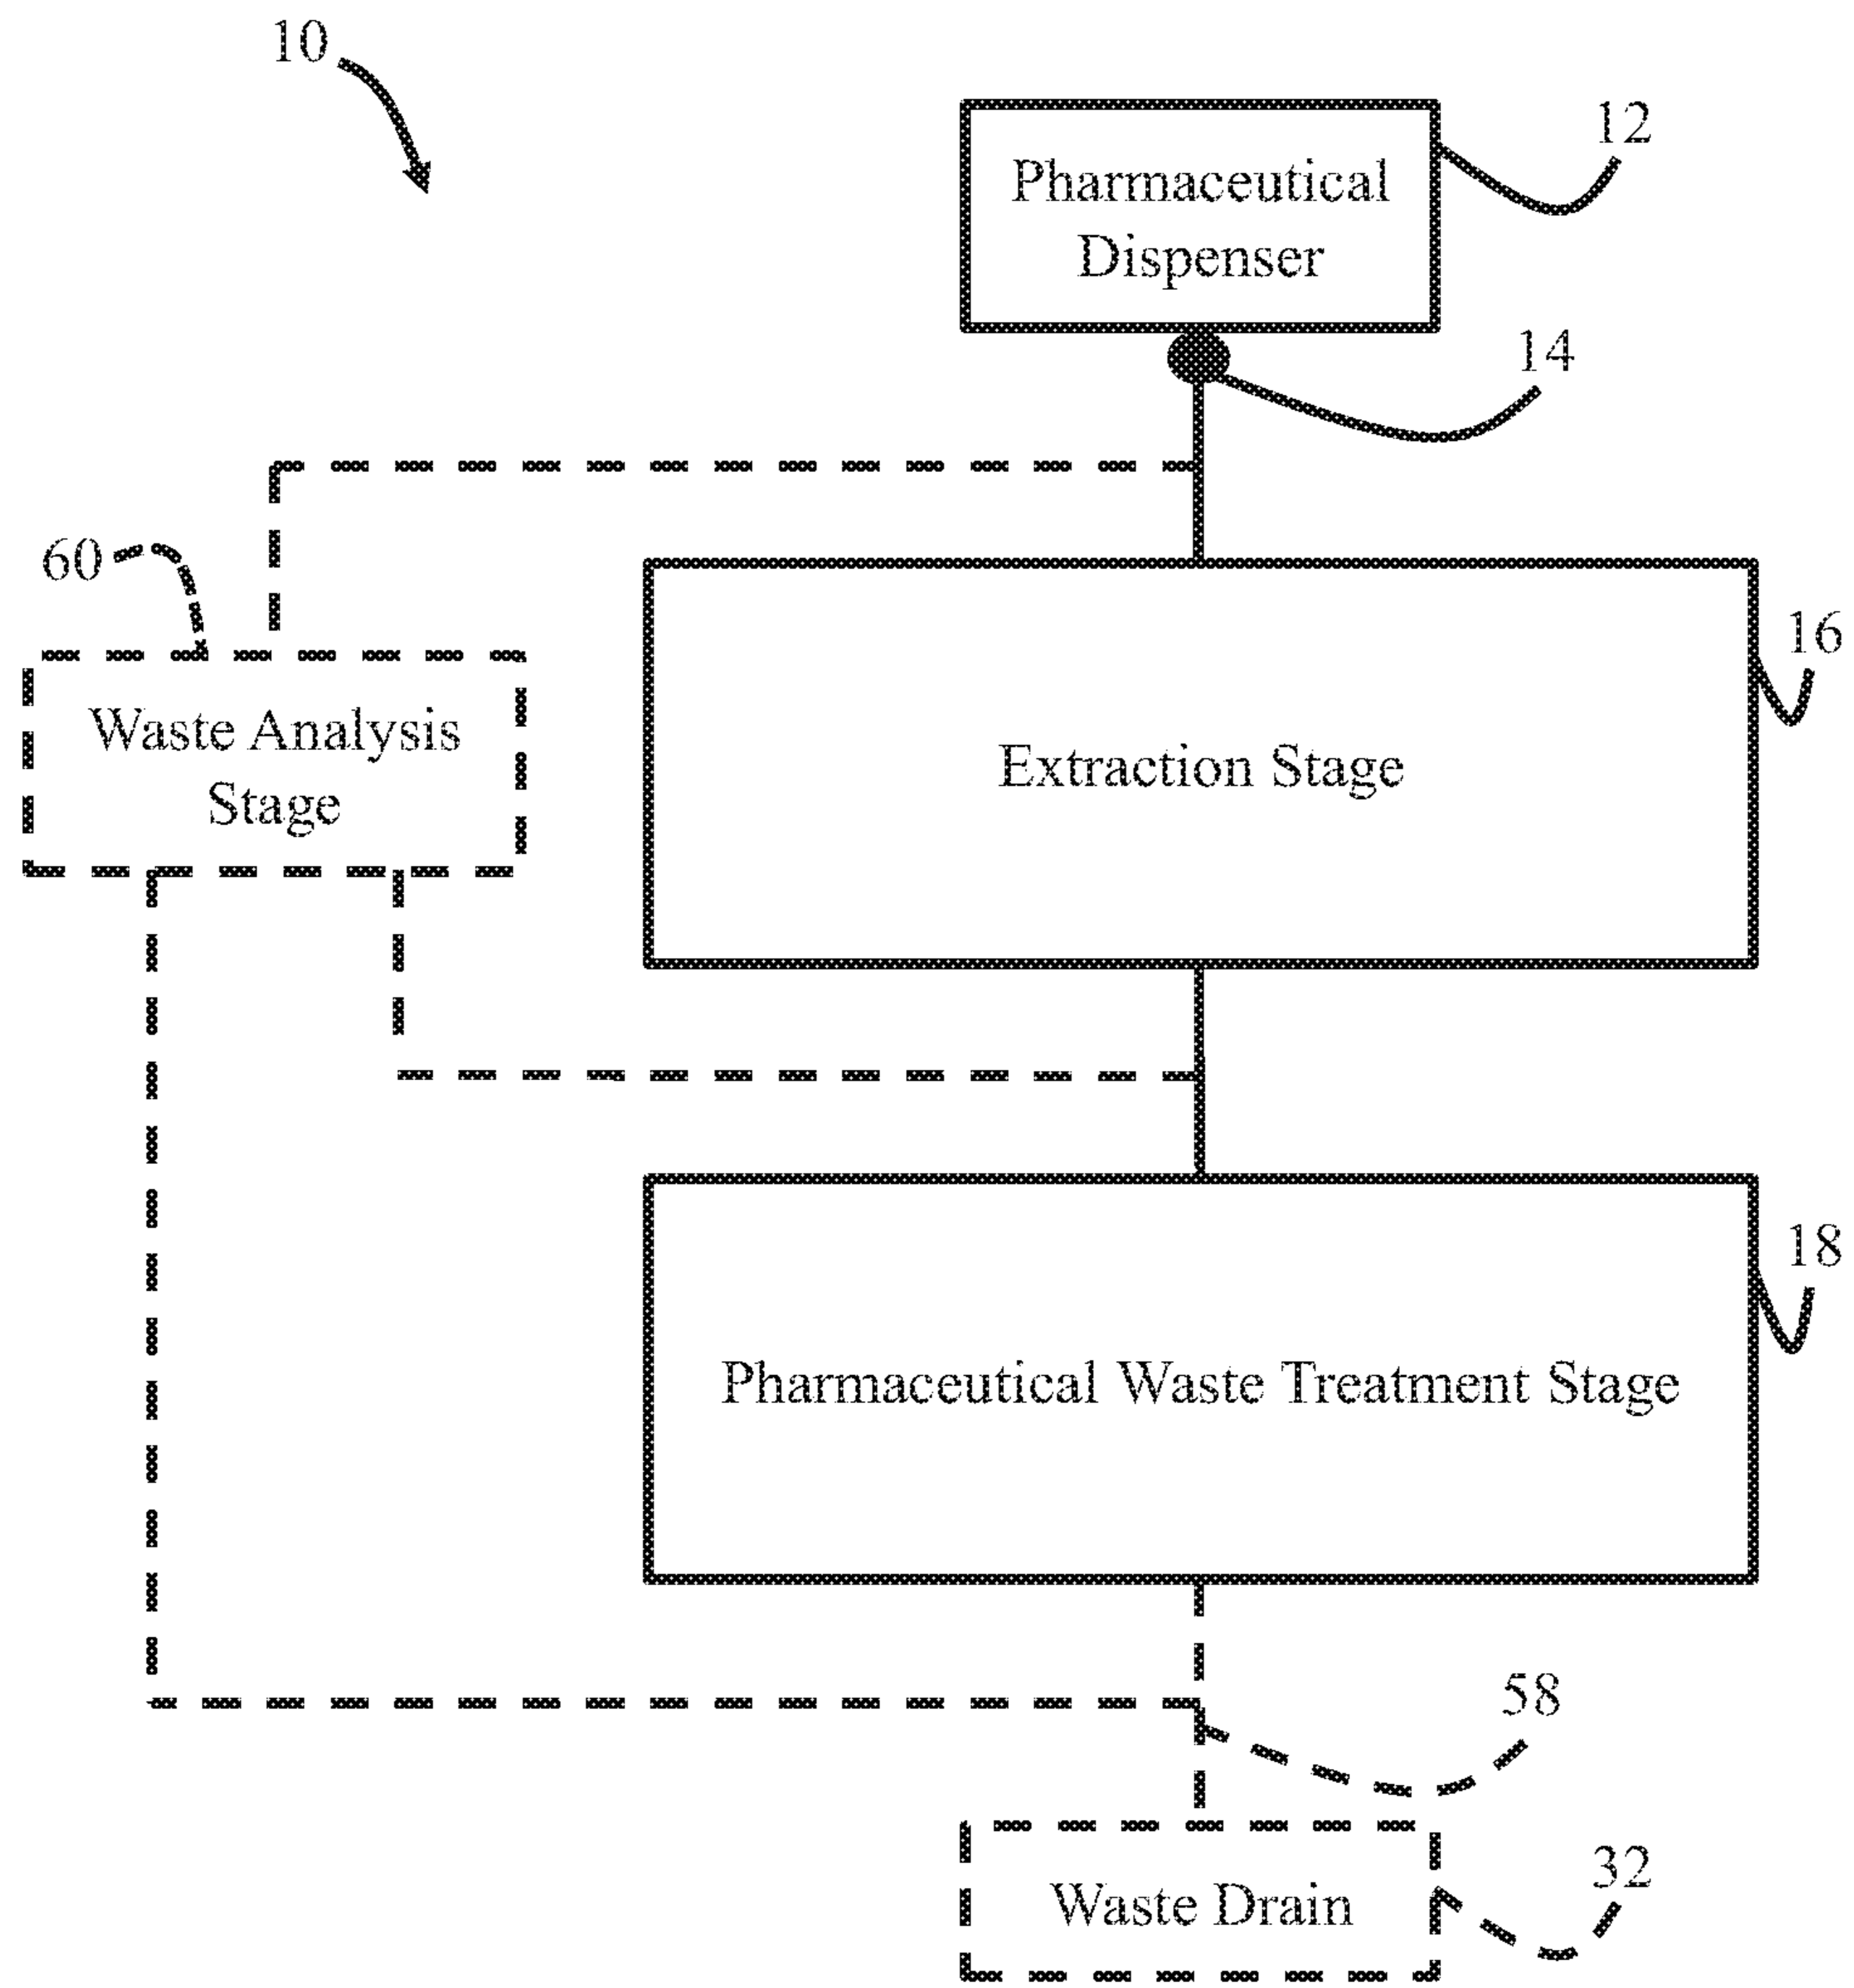 10
12
Pharmaceutical
Dispenser
14
60
16
Waste Analysis
Stage
Extraction Stage
18
Pharmaceutical Waste Treatment Stage
58
32
Waste Drain